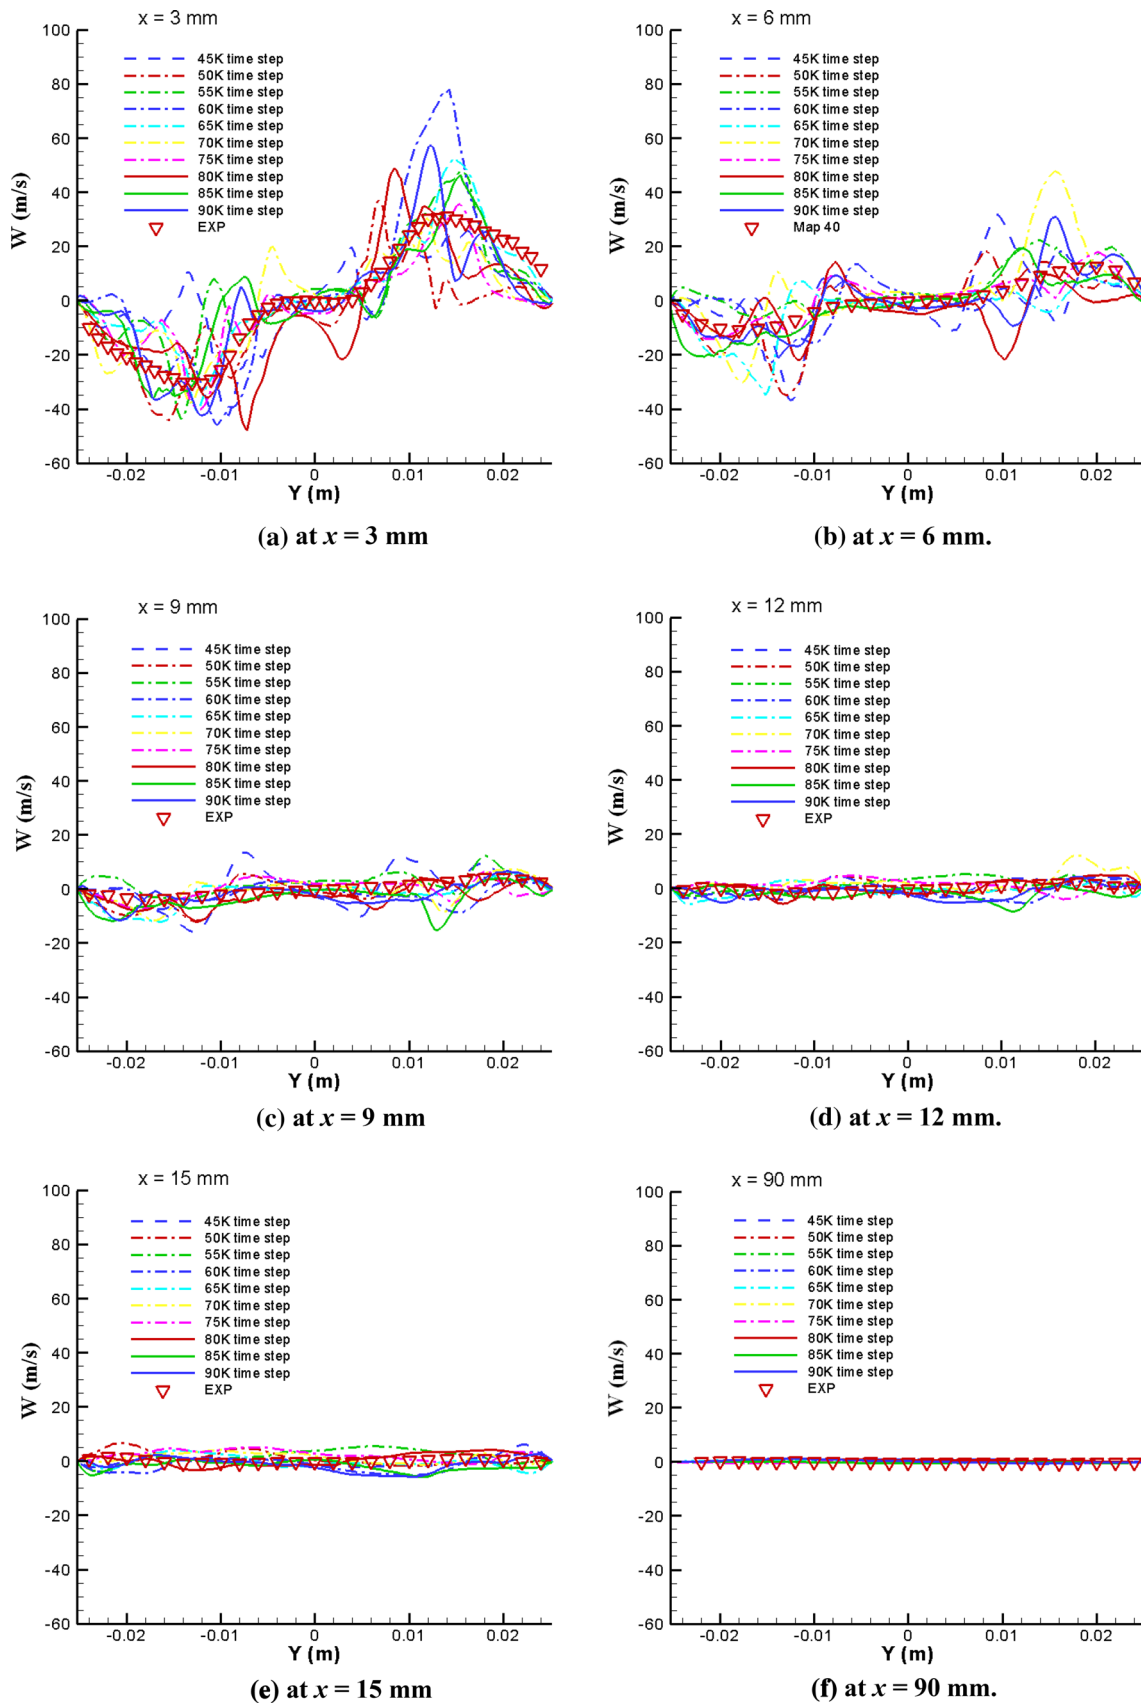 x = 3 mm
100
80
60
40
20
0
-20
-40
-60
W (m/s)
45K time step
50K time step
55K time step
60K time step
65K time step
70K time step
75K time step
80K time step
85K time step
90K time step
EXP
-0.02 -0.01 0 0.01 0.02
Y (m)
(a) at x = 3 mm
x = 6 mm
100
80
60
40
20
0
-20
-40
-60
W (m/s)
45K time step
50K time step
55K time step
60K time step
65K time step
70K time step
75K time step
80K time step
85K time step
90K time step
Map 40
-0.02 -0.01 0 0.01 0.02
Y (m)
(b) at x = 6 mm.
x = 9 mm
100
80
60
40
20
0
-20
-40
-60
W (m/s)
45K time step
50K time step
55K time step
60K time step
65K time step
70K time step
75K time step
80K time step
85K time step
90K time step
EXP
-0.02 -0.01 0 0.01 0.02
Y (m)
(c) at x = 9 mm
x = 12 mm
100
80
60
40
20
0
-20
-40
-60
W (m/s)
45K time step
50K time step
55K time step
60K time step
65K time step
70K time step
75K time step
80K time step
85K time step
90K time step
EXP
-0.02 -0.01 0 0.01 0.02
Y (m)
(d) at x = 12 mm.
x = 15 mm
100
80
60
40
20
0
-20
-40
-60
W (m/s)
45K time step
50K time step
55K time step
60K time step
65K time step
70K time step
75K time step
80K time step
85K time step
90K time step
EXP
-0.02 -0.01 0 0.01 0.02
Y (m)
(e) at x = 15 mm
x = 90 mm
100
80
60
40
20
0
-20
-40
-60
W (m/s)
45K time step
50K time step
55K time step
60K time step
65K time step
70K time step
75K time step
80K time step
85K time step
90K time step
EXP
-0.02 -0.01 0 0.01 0.02
Y (m)
(f) at x = 90 mm.